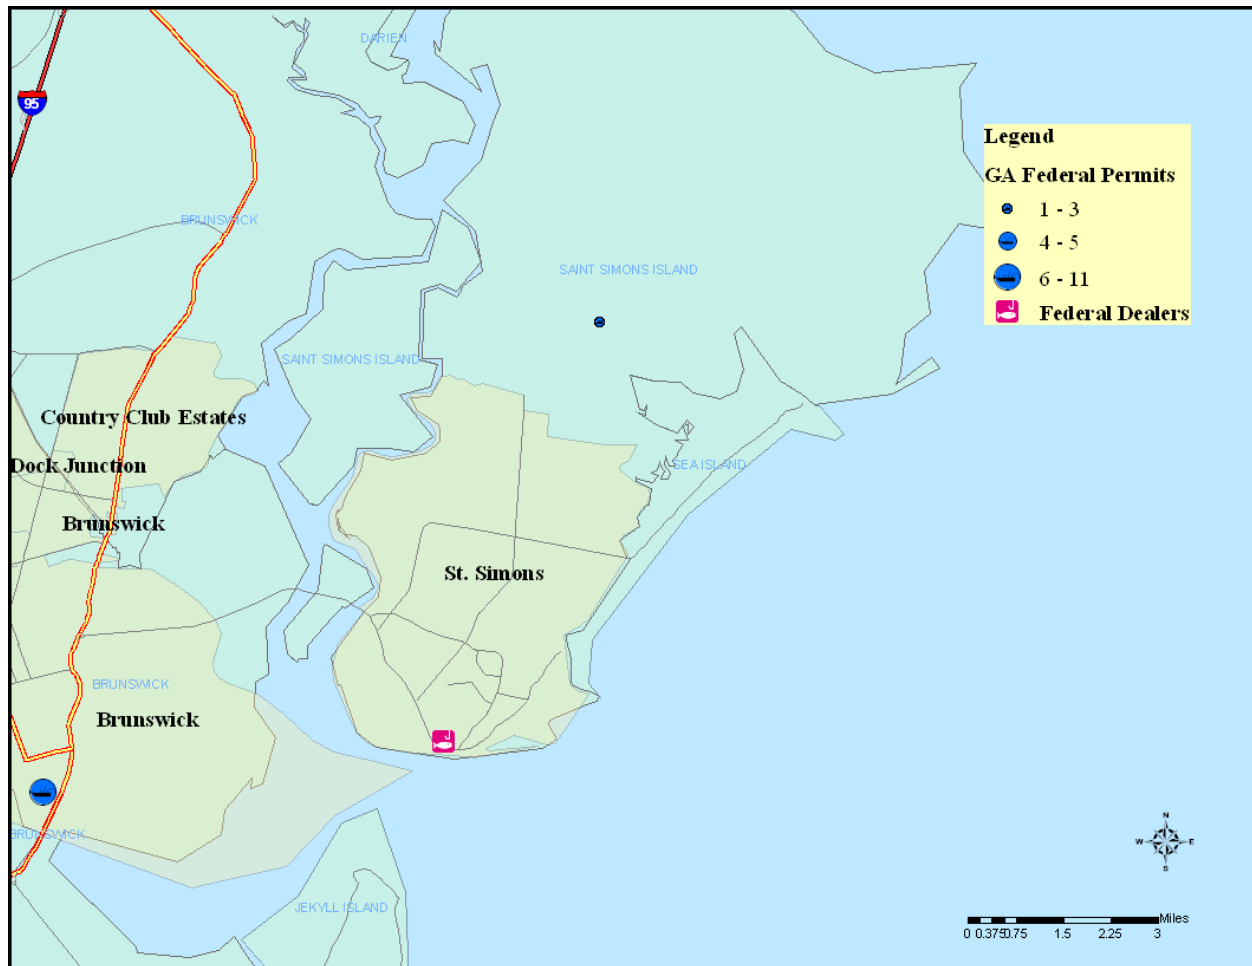 DARIEN
95
Legend
GA Federal Permits
1 - 3
4 - 5
6 - 11
Federal Dealers
BRUNSWICK
SAINT SIMONS ISLAND
SAINT SIMONS ISLAND
Country Club Estates
Dock Junction
SEA ISLAND
Brunswick
St. Simons
BRUNSWICK
Brunswick
BRUNSWICK
JEKYLL ISLAND
N
W E
S
Miles
0 0.375 0.75 1.5 2.25 3